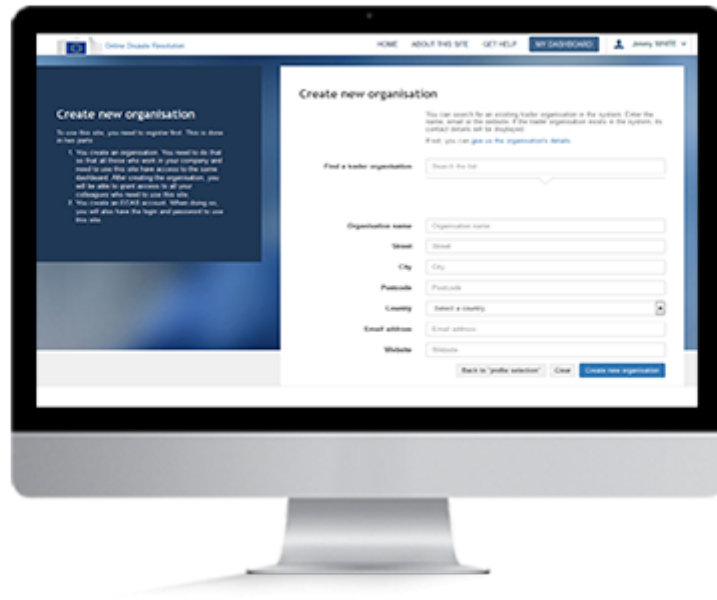 Online Dispute Resolution
HOME ABOUT THIS SITE GET HELP MY DASHBOARD Jimmy WHITE
Create new organisation
To use this site, you need to register first. This is done
in two parts:
1. You create an organisation. You need to do that
so that all those who work in your company and
need to use this site have access to the same
dashboard. After creating the organisation, you
will be able to grant access to all your
colleagues who need to use this site.
2. You create an ECAS account. When doing so,
you will also have the login and password to use
this site.
Create new organisation
You can search for an existing trader organisation in the system. Enter the
name, email or the website. If the trader organisation exists in the system, its
contact details will be displayed.
If not, you can give us the organisation's details.
Find a trader organisation Search the list
Organisation name Organisation name
Street Street
City City
Postcode Postcode
Country Select a country
Email address Email address
Website Website
Back to 'profile selection' Clear Create new organisation